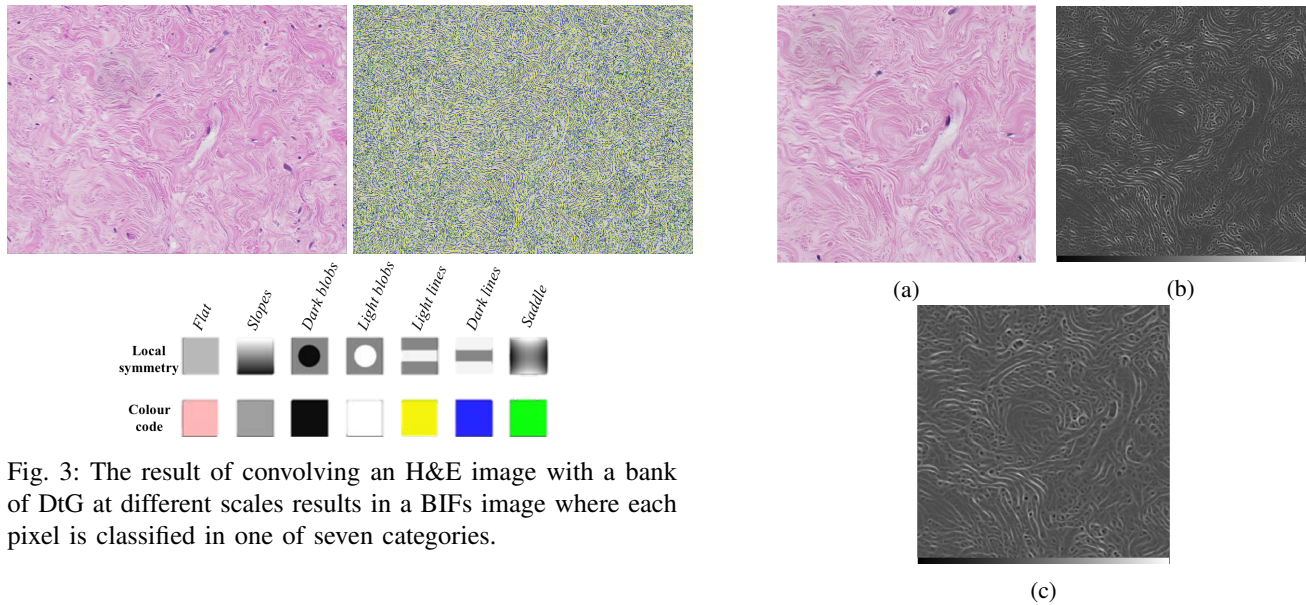 Flat
Slopes
Dark blobs
Light blobs
Light lines
Dark lines
Saddle
Local
symmetry
Colour
code
Fig. 3: The result of convolving an H&E image with a bank
of DtG at different scales results in a BIFs image where each
pixel is classified in one of seven categories.
(a)
(b)
(c)